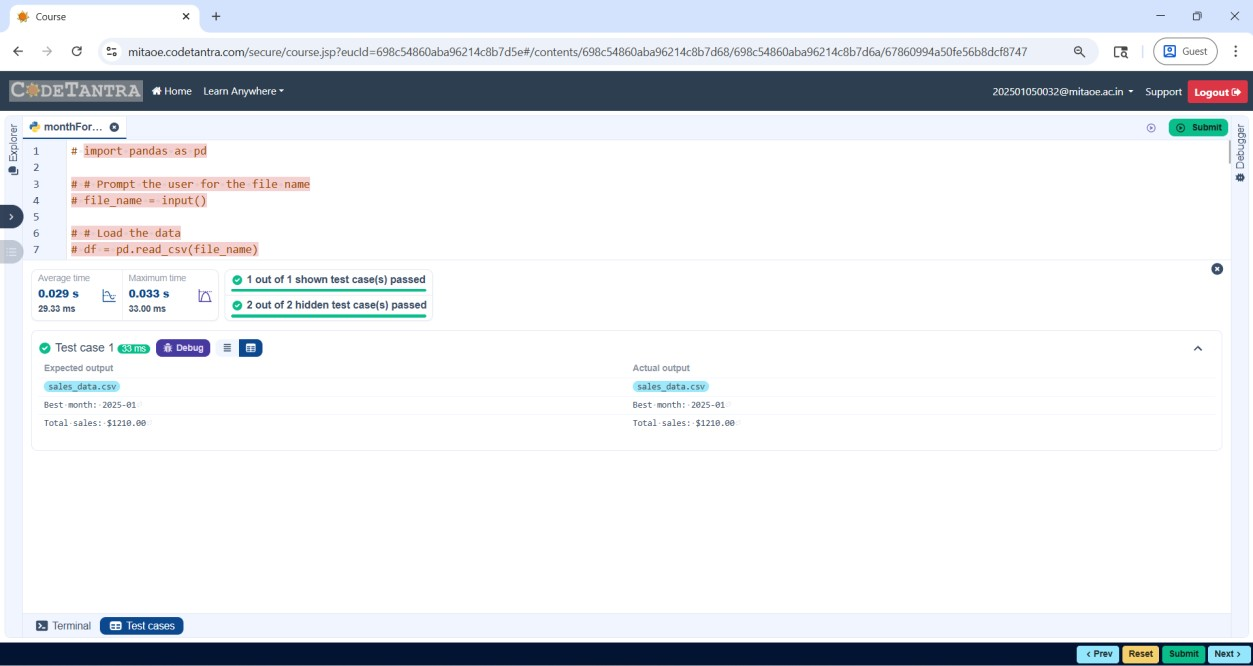 Course
mitaoe.codetantra.com/secure/course.jsp?eucId=698c54860aba96214c8b7d5e#/contents/698c54860aba96214c8b7d68/698c54860aba96214c8b7d6a/67860994a50fe56b8dcf8747
Guest
CODETANTRA Home Learn Anywhere 202501050032@mitaoe.ac.in Support Logout
Explorer
monthFor... Submit
Debugger
1 # import pandas as pd
2
3 # # Prompt the user for the file name
4 # file_name = input()
5
6 # # Load the data
7 # df = pd.read_csv(file_name)
Average time Maximum time
0.029 s 0.033 s
29.33 ms 33.00 ms
1 out of 1 shown test case(s) passed
2 out of 2 hidden test case(s) passed
Test case 1 33 ms Debug
Expected output Actual output
sales_data.csv sales_data.csv
Best month: 2025-01 Best month: 2025-01
Total sales: $1210.00 Total sales: $1210.00
Terminal Test cases
< Prev Reset Submit Next >